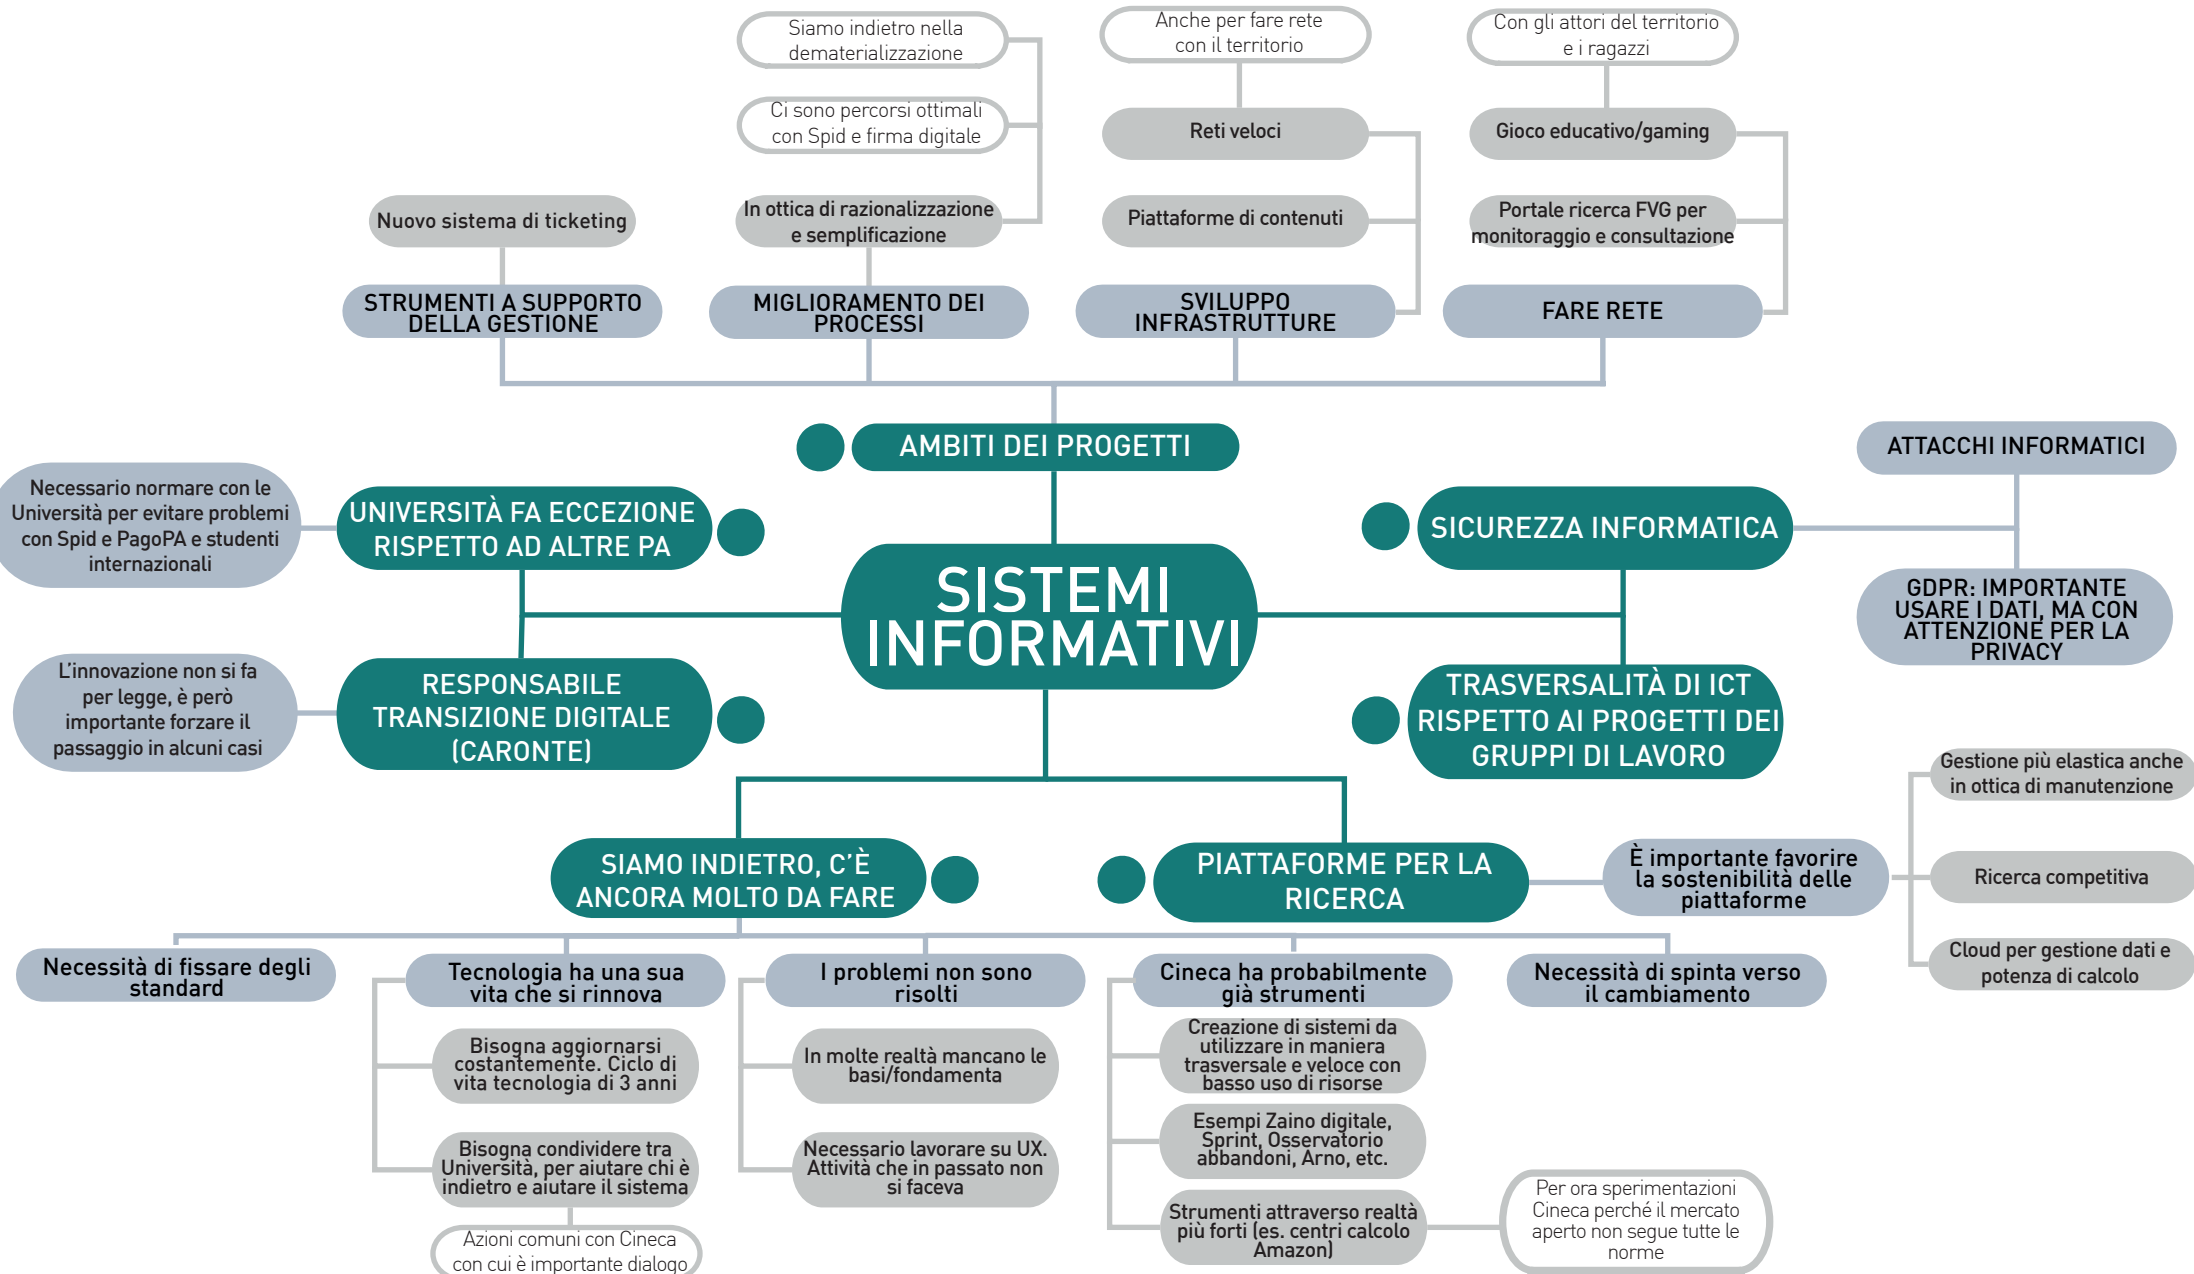 Siamo indietro nella
dematerializzazione
Anche per fare rete
con il territorio
Con gli attori del territorio
e i ragazzi
Ci sono percorsi ottimali
con Spid e firma digitale
Reti veloci
Gioco educativo/gaming
Nuovo sistema di ticketing
In ottica di razionalizzazione
e semplificazione
Piattaforme di contenuti
Portale ricerca FVG per
monitoraggio e consultazione
STRUMENTI A SUPPORTO
DELLA GESTIONE
MIGLIORAMENTO DEI
PROCESSI
SVILUPPO
INFRASTRUTTURE
FARE RETE
AMBITI DEI PROGETTI
ATTACCHI INFORMATICI
Necessario normare con le
Università per evitare problemi
con Spid e PagoPA e studenti
internazionali
UNIVERSITÀ FA ECCEZIONE
RISPETTO AD ALTRE PA
SICUREZZA INFORMATICA
SISTEMI
INFORMATIVI
GDPR: IMPORTANTE
USARE I DATI, MA CON
ATTENZIONE PER LA
PRIVACY
L'innovazione non si fa
per legge, è però
importante forzare il
passaggio in alcuni casi
RESPONSABILE
TRANSIZIONE DIGITALE
(CARONTE)
TRASVERSALITÀ DI ICT
RISPETTO AI PROGETTI DEI
GRUPPI DI LAVORO
Gestione più elastica anche
in ottica di manutenzione
SIAMO INDIETRO, C'È
ANCORA MOLTO DA FARE
PIATTAFORME PER LA
RICERCA
È importante favorire
la sostenibilità delle
piattaforme
Ricerca competitiva
Cloud per gestione dati e
potenza di calcolo
Necessità di fissare degli
standard
Tecnologia ha una sua
vita che si rinnova
I problemi non sono
risolti
Cineca ha probabilmente
già strumenti
Necessità di spinta verso
il cambiamento
Bisogna aggiornarsi
costantemente. Ciclo di
vita tecnologia di 3 anni
In molte realtà mancano le
basi/fondamenta
Creazione di sistemi da
utilizzare in maniera
trasversale e veloce con
basso uso di risorse
Bisogna condividere tra
Università, per aiutare chi è
indietro e aiutare il sistema
Necessario lavorare su UX.
Attività che in passato non
si faceva
Esempi Zaino digitale,
Sprint, Osservatorio
abbandoni, Arno, etc.
Azioni comuni con Cineca
con cui è importante dialogo
Strumenti attraverso realtà
più forti (es. centri calcolo
Amazon)
Per ora sperimentazioni
Cineca perché il mercato
aperto non segue tutte le
norme